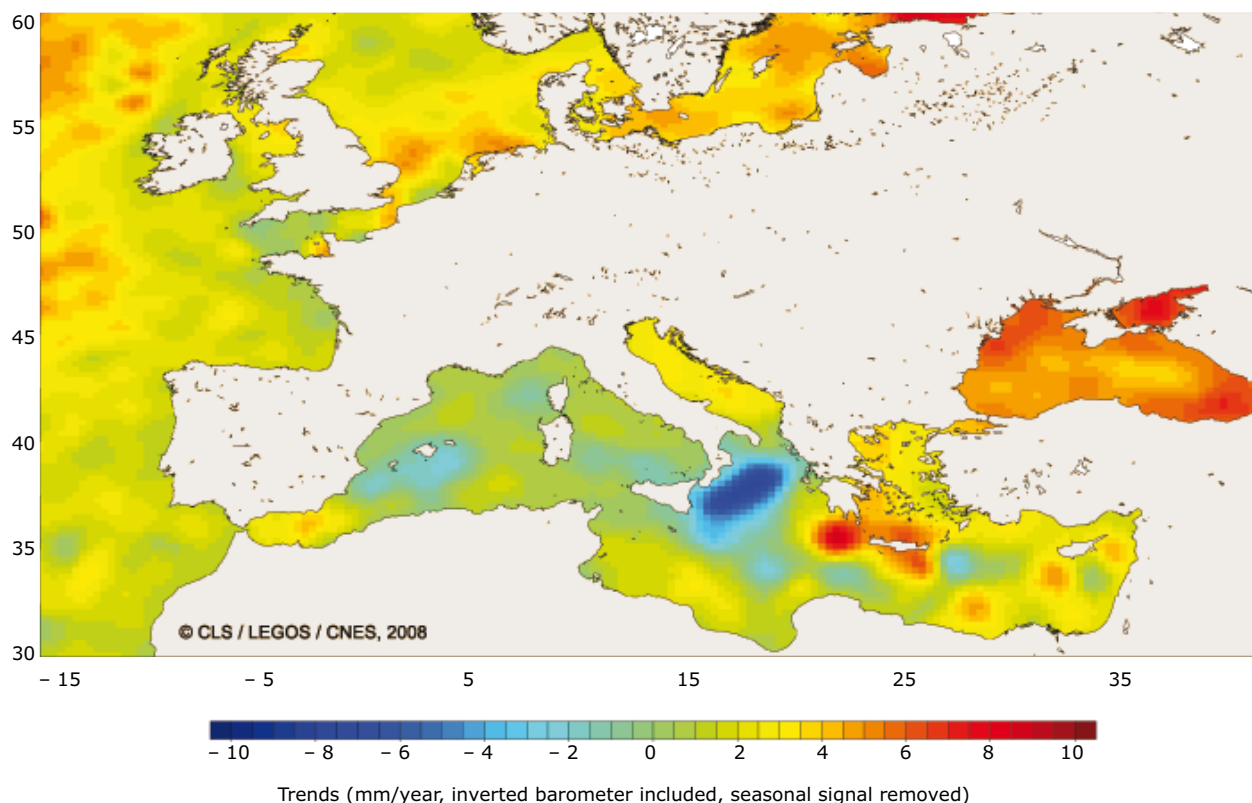 60
55
50
45
40
35
30
© CLS / LEGOS / CNES, 2008
– 15 – 5 5 15 25 35
– 10 – 8 – 6 – 4 – 2 0 2 4 6 8 10
Trends (mm/year, inverted barometer included, seasonal signal removed)